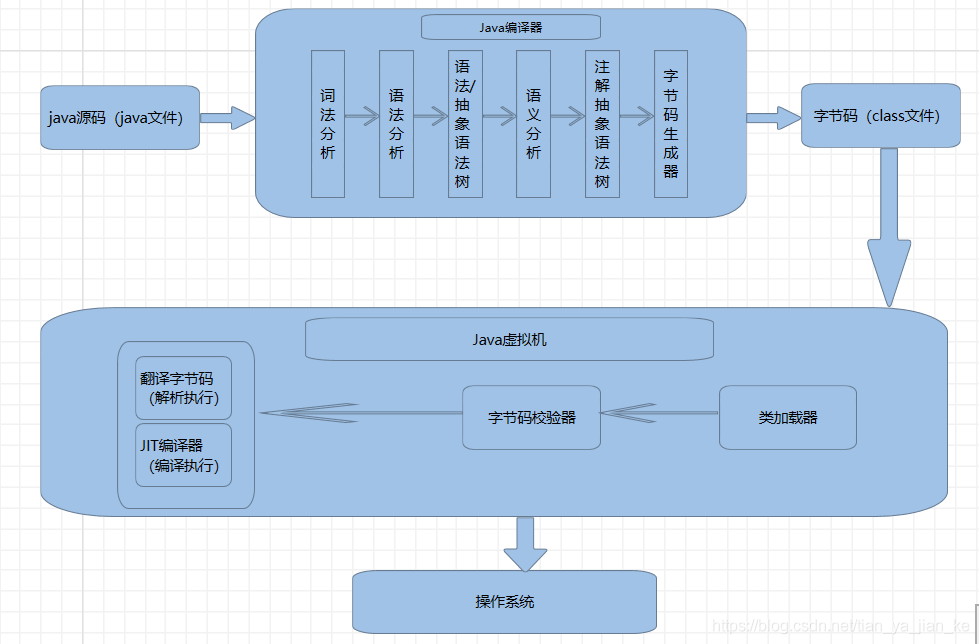 Java编译器
java源码（java文件）
词法分析
语法分析
语法/抽象语法树
语义分析
注解抽象语法树
字节码生成器
字节码（class文件）
Java虚拟机
翻译字节码
（解析执行）
JIT编译器
（编译执行）
字节码校验器
类加载器
操作系统
https://blog.csdn.net/tian_ya_jian_ke